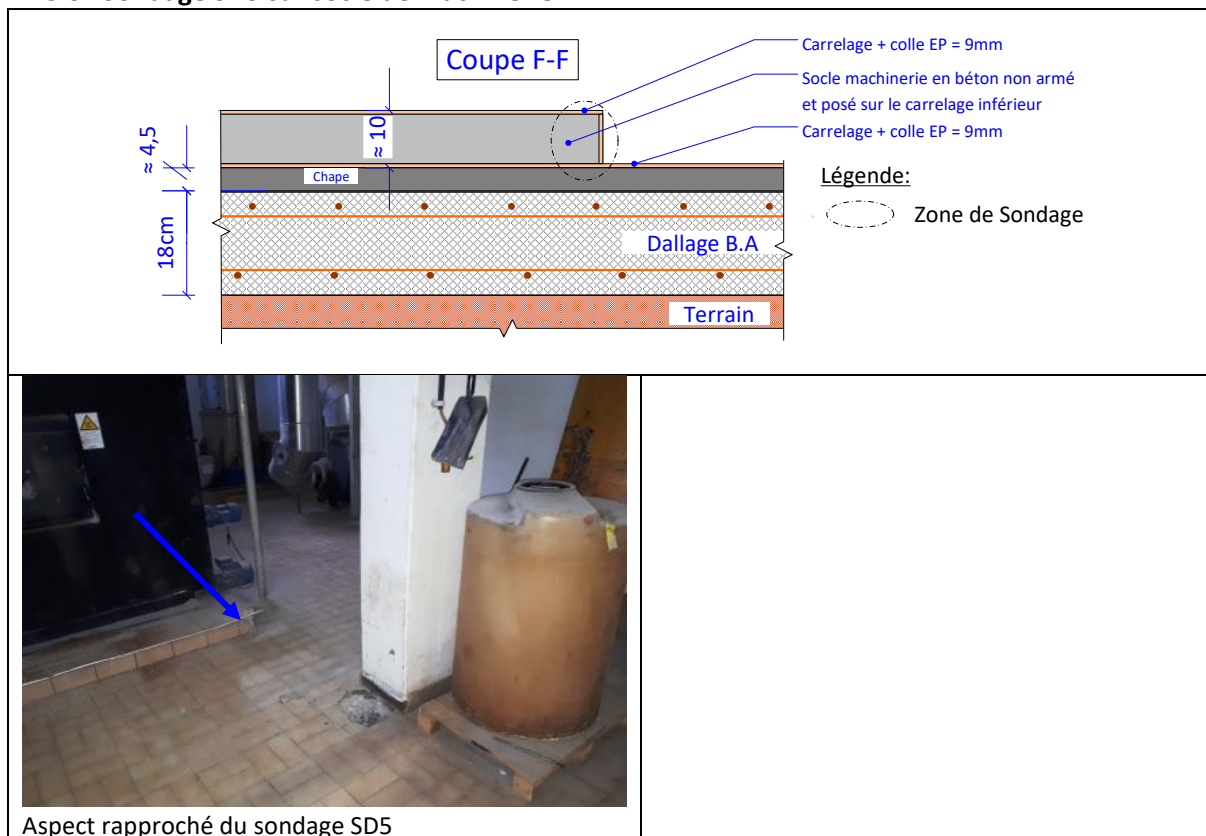 Coupe F-F
Carrelage + colle EP = 9mm
Socle machinerie en béton non armé
et posé sur le carrelage inférieur
Carrelage + colle EP = 9mm
≈ 10
≈ 4,5
Chape
Légende:
Zone de Sondage
18cm
Dallage B.A
Terrain
Aspect rapproché du sondage SD5